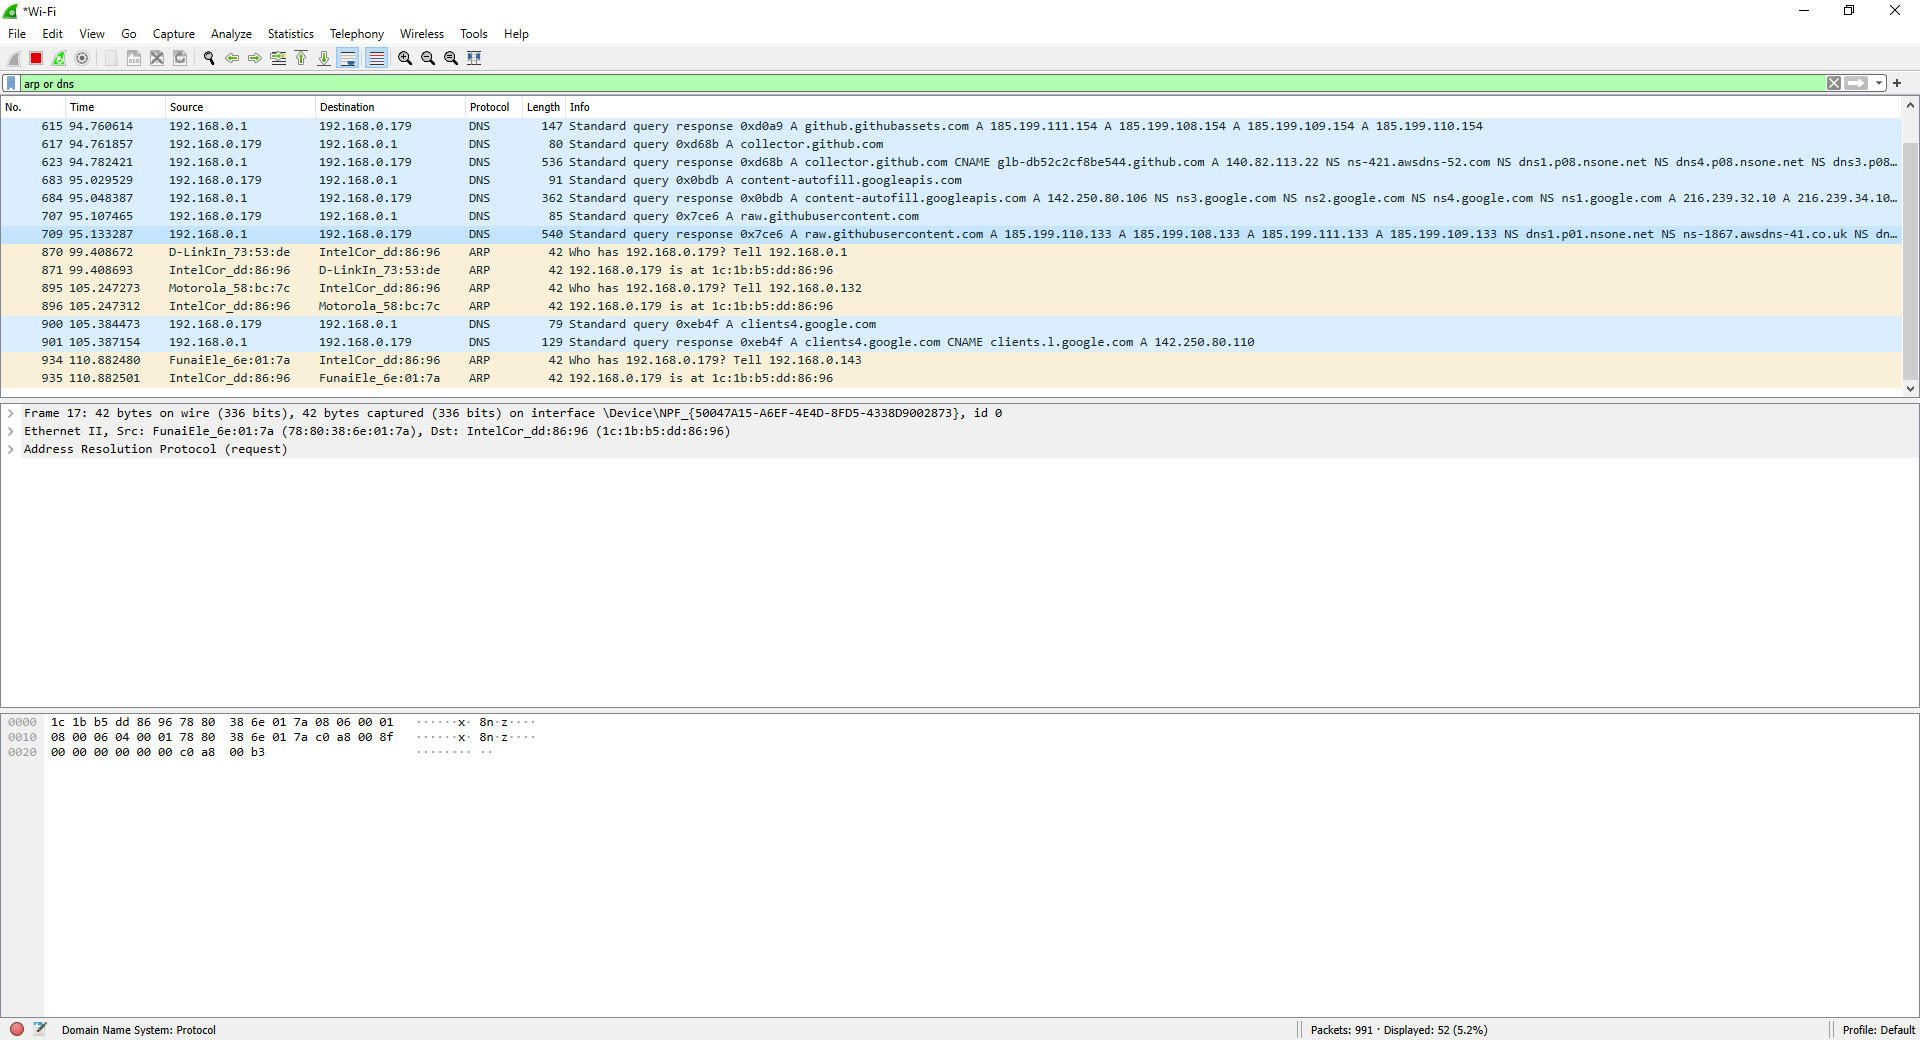 *Wi-Fi
File Edit View Go Capture Analyze Statistics Telephony Wireless Tools Help
arp or dns
No. Time Source Destination Protocol Length Info
615 94.760614 192.168.0.1 192.168.0.179 DNS 147 Standard query response 0xd0a9 A github.githubassets.com A 185.199.111.154 A 185.199.108.154 A 185.199.109.154 A 185.199.110.154
617 94.761857 192.168.0.179 192.168.0.1 DNS 80 Standard query 0xd68b A collector.github.com
623 94.782421 192.168.0.1 192.168.0.179 DNS 536 Standard query response 0xd68b A collector.github.com CNAME glb-db52c2cf8be544.github.com A 140.82.113.22 NS ns-421.awsdns-52.com NS dns1.p08.nsone.net NS dns4.p08.nsone.net NS dns3.p08…
683 95.029529 192.168.0.179 192.168.0.1 DNS 91 Standard query 0x0bdb A content-autofill.googleapis.com
684 95.048387 192.168.0.1 192.168.0.179 DNS 362 Standard query response 0x0bdb A content-autofill.googleapis.com A 142.250.80.106 NS ns3.google.com NS ns2.google.com NS ns4.google.com NS ns1.google.com A 216.239.32.10 A 216.239.34.10…
707 95.107465 192.168.0.179 192.168.0.1 DNS 85 Standard query 0x7ce6 A raw.githubusercontent.com
709 95.133287 192.168.0.1 192.168.0.179 DNS 540 Standard query response 0x7ce6 A raw.githubusercontent.com A 185.199.110.133 A 185.199.108.133 A 185.199.111.133 A 185.199.109.133 NS dns1.p01.nsone.net NS ns-1867.awsdns-41.co.uk NS dn…
870 99.408672 D-LinkIn_73:53:de IntelCor_dd:86:96 ARP 42 Who has 192.168.0.179? Tell 192.168.0.1
871 99.408693 IntelCor_dd:86:96 D-LinkIn_73:53:de ARP 42 192.168.0.179 is at 1c:1b:b5:dd:86:96
895 105.247273 Motorola_58:bc:7c IntelCor_dd:86:96 ARP 42 Who has 192.168.0.179? Tell 192.168.0.132
896 105.247312 IntelCor_dd:86:96 Motorola_58:bc:7c ARP 42 192.168.0.179 is at 1c:1b:b5:dd:86:96
900 105.384473 192.168.0.179 192.168.0.1 DNS 79 Standard query 0xeb4f A clients4.google.com
901 105.387154 192.168.0.1 192.168.0.179 DNS 129 Standard query response 0xeb4f A clients4.google.com CNAME clients.l.google.com A 142.250.80.110
934 110.882480 FunaiEle_6e:01:7a IntelCor_dd:86:96 ARP 42 Who has 192.168.0.179? Tell 192.168.0.143
935 110.882501 IntelCor_dd:86:96 FunaiEle_6e:01:7a ARP 42 192.168.0.179 is at 1c:1b:b5:dd:86:96
Frame 17: 42 bytes on wire (336 bits), 42 bytes captured (336 bits) on interface \Device\NPF_{50047A15-A6EF-4E4D-8FD5-4338D9002873}, id 0
Ethernet II, Src: FunaiEle_6e:01:7a (78:80:38:6e:01:7a), Dst: IntelCor_dd:86:96 (1c:1b:b5:dd:86:96)
Address Resolution Protocol (request)
0000 1c 1b b5 dd 86 96 78 80 38 6e 01 7a 08 06 00 01 ······x· 8n·z····
0010 08 00 06 04 00 01 78 80 38 6e 01 7a c0 a8 00 8f ······x· 8n·z····
0020 00 00 00 00 00 00 c0 a8 00 b3 ········ ··
Domain Name System: Protocol Packets: 991 · Displayed: 52 (5.2%) Profile: Default